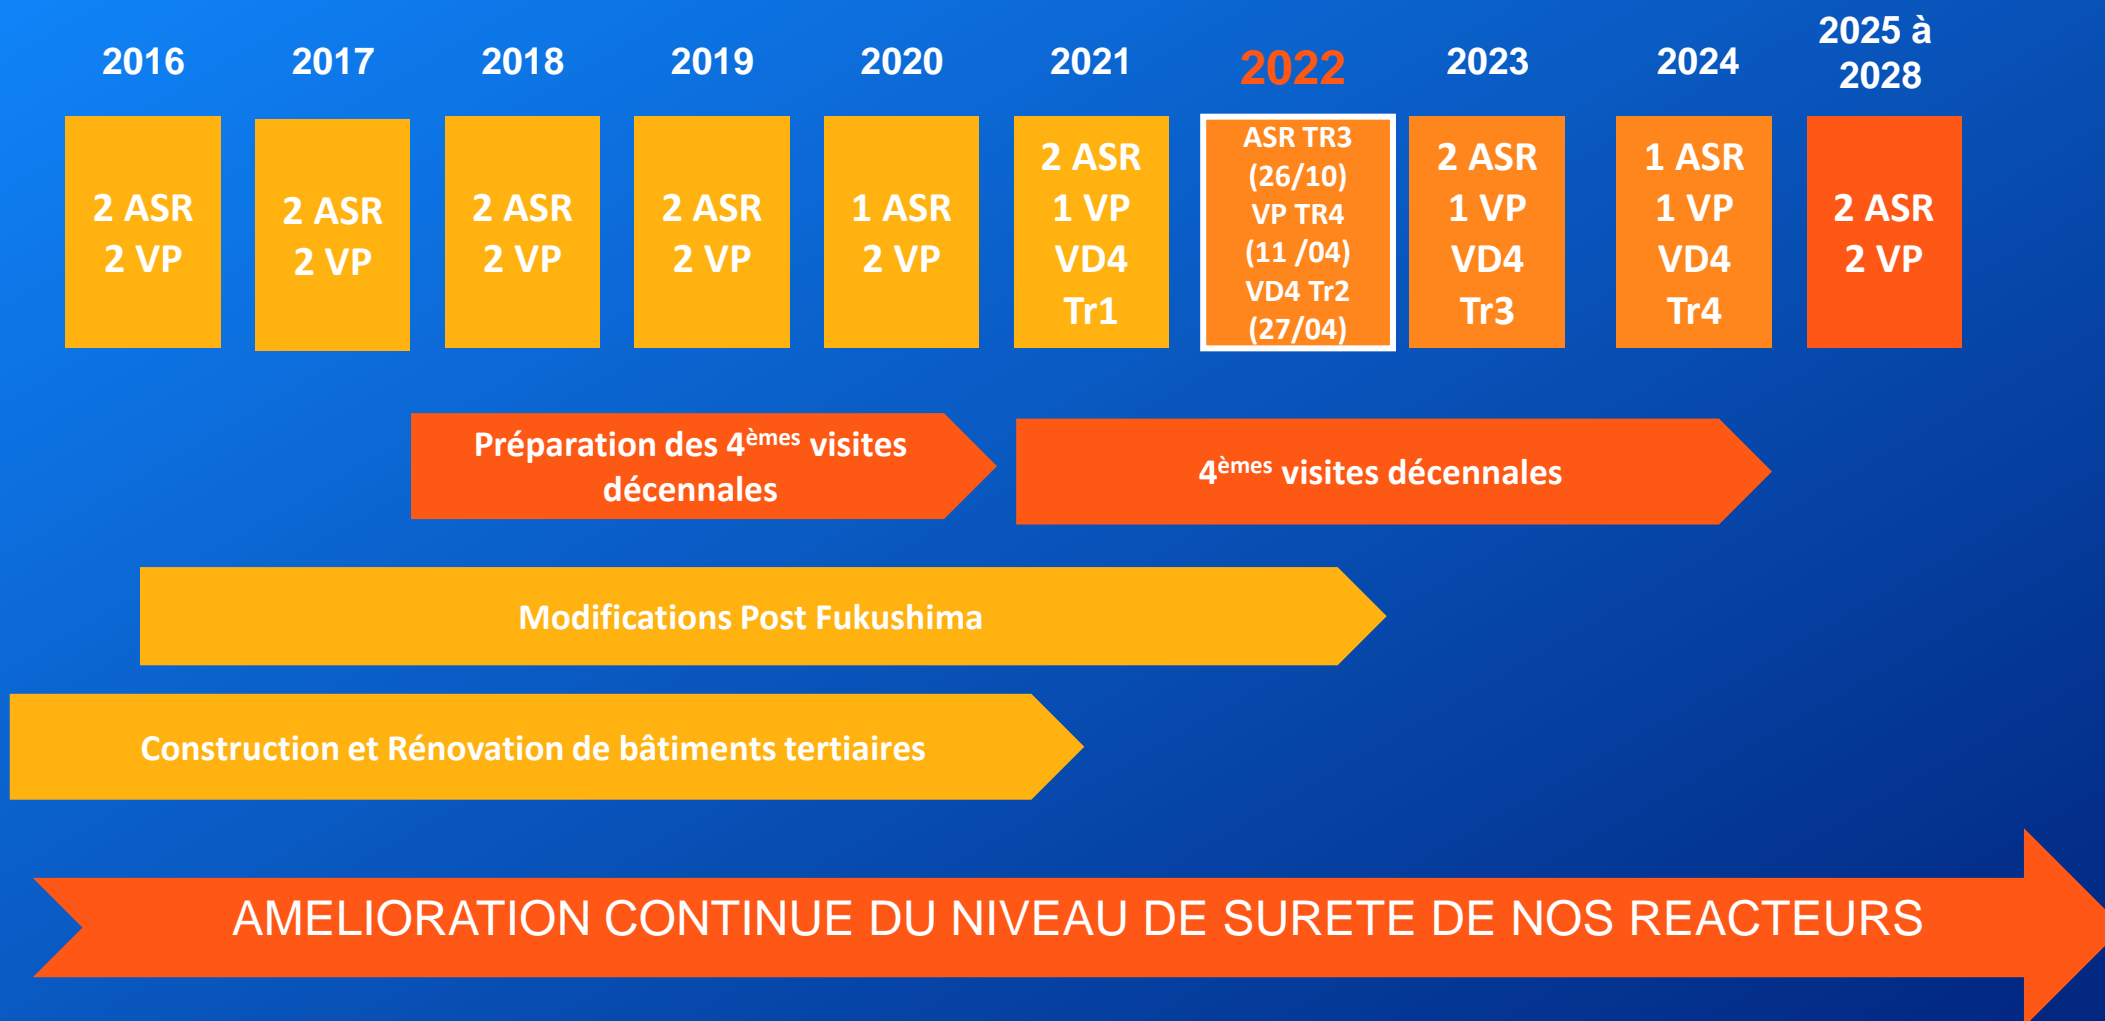 2016
2017
2018
2019
2020
2021
2022
2023
2024
2025 à
2028
2 ASR
2 VP
2 ASR
2 VP
2 ASR
2 VP
2 ASR
2 VP
1 ASR
2 VP
2 ASR
1 VP
VD4
Tr1
ASR TR3
(26/10)
VP TR4
(11 /04)
VD4 Tr2
(27/04)
2 ASR
1 VP
VD4
Tr3
1 ASR
1 VP
VD4
Tr4
2 ASR
2 VP
Préparation des 4èmes visites
décennales
4èmes visites décennales
Modifications Post Fukushima
Construction et Rénovation de bâtiments tertiaires
AMELIORATION CONTINUE DU NIVEAU DE SURETE DE NOS REACTEURS